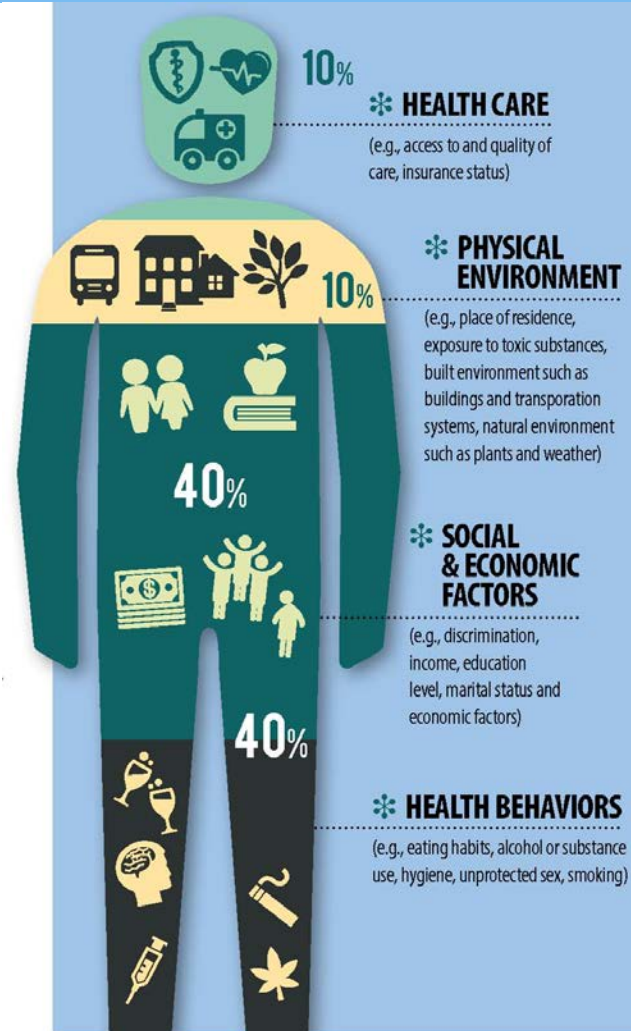 10%
✻ HEALTH CARE
(e.g., access to and quality of
care, insurance status)
✻ PHYSICAL
ENVIRONMENT
10%
(e.g., place of residence,
exposure to toxic substances,
built environment such as
buildings and transporation
systems, natural environment
such as plants and weather)
40%
✻ SOCIAL
& ECONOMIC
FACTORS
(e.g., discrimination,
income, education
level, marital status and
economic factors)
40%
✻ HEALTH BEHAVIORS
(e.g., eating habits, alcohol or substance
use, hygiene, unprotected sex, smoking)